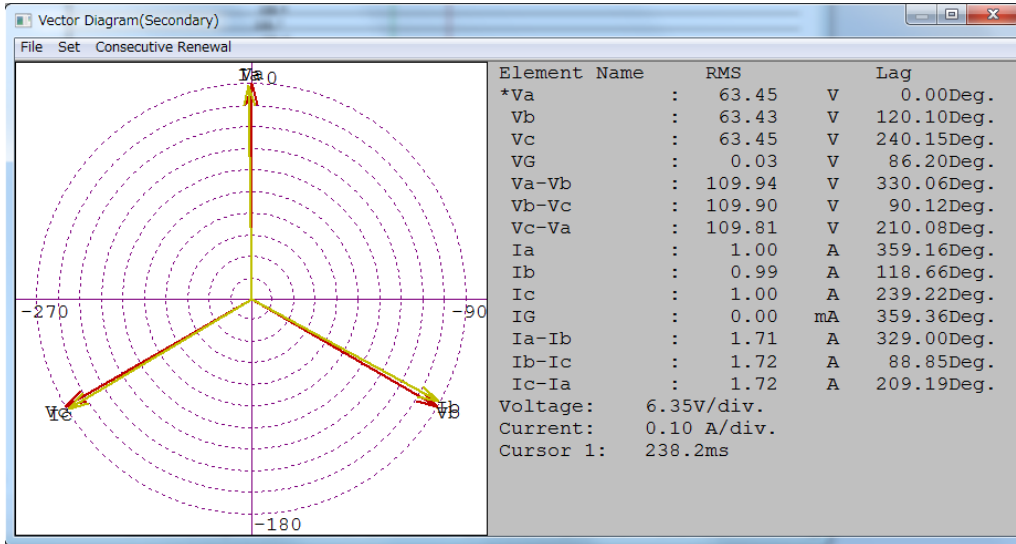 Vector Diagram(Secondary)
File Set Consecutive Renewal
Element Name RMS Lag
*Va : 63.45 V 0.00Deg.
Vb : 63.43 V 120.10Deg.
Vc : 63.45 V 240.15Deg.
VG : 0.03 V 86.20Deg.
Va-Vb : 109.94 V 330.06Deg.
Vb-Vc : 109.90 V 90.12Deg.
Vc-Va : 109.81 V 210.08Deg.
Ia : 1.00 A 359.16Deg.
Ib : 0.99 A 118.66Deg.
Ic : 1.00 A 239.22Deg.
IG : 0.00 mA 359.36Deg.
Ia-Ib : 1.71 A 329.00Deg.
Ib-Ic : 1.72 A 88.85Deg.
Ic-Ia : 1.72 A 209.19Deg.
Voltage: 6.35V/div.
Current: 0.10 A/div.
Cursor 1: 238.2ms
0
-270
-90
-180